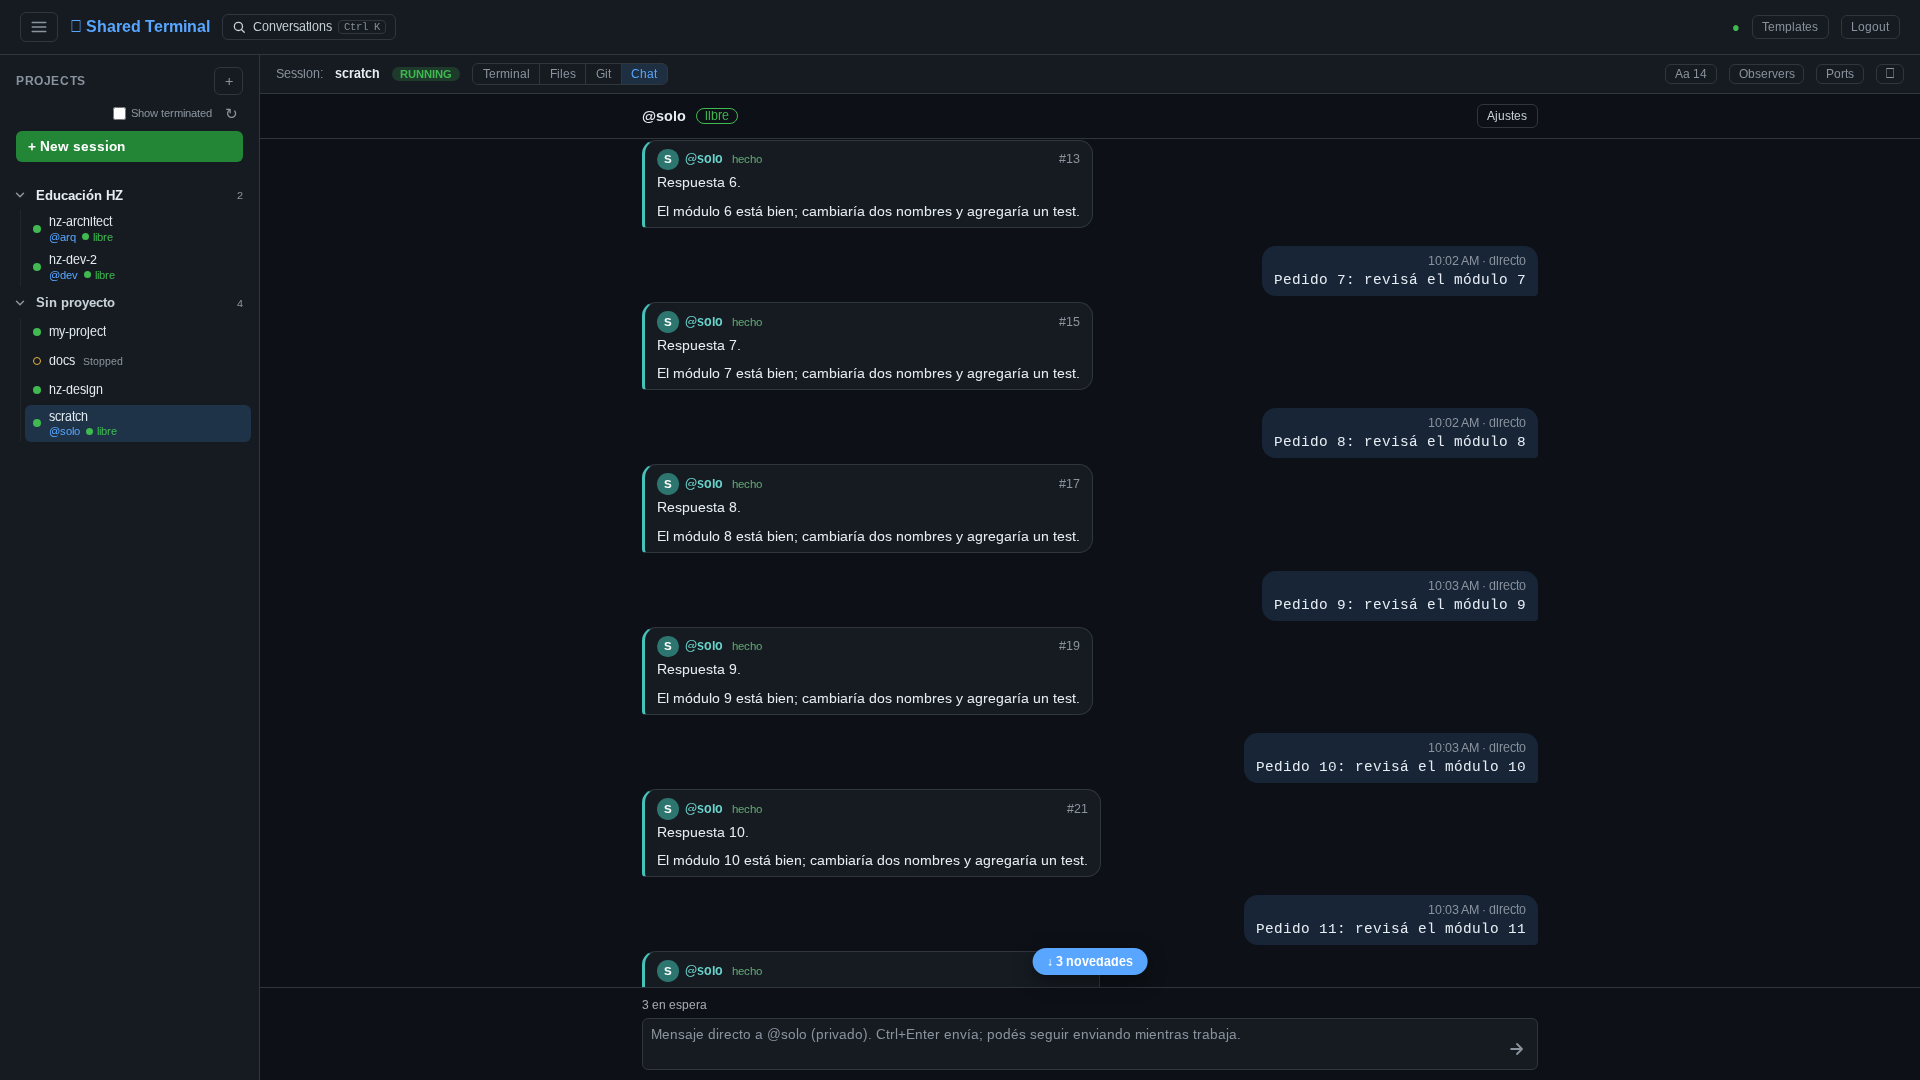 Shared Terminal
Conversations Ctrl K
Templates
Logout
PROJECTS
+
Show terminated
+ New session
Educación HZ 2
hz-architect
@arq libre
hz-dev-2
@dev libre
Sin proyecto 4
my-project
docs Stopped
hz-design
scratch
@solo libre
Session: scratch RUNNING Terminal Files Git Chat
Aa 14 Observers Ports
@solo libre Ajustes
S @solo hecho #13
Respuesta 6.
El módulo 6 está bien; cambiaría dos nombres y agregaría un test.
10:02 AM · directo
Pedido 7: revisá el módulo 7
S @solo hecho #15
Respuesta 7.
El módulo 7 está bien; cambiaría dos nombres y agregaría un test.
10:02 AM · directo
Pedido 8: revisá el módulo 8
S @solo hecho #17
Respuesta 8.
El módulo 8 está bien; cambiaría dos nombres y agregaría un test.
10:03 AM · directo
Pedido 9: revisá el módulo 9
S @solo hecho #19
Respuesta 9.
El módulo 9 está bien; cambiaría dos nombres y agregaría un test.
10:03 AM · directo
Pedido 10: revisá el módulo 10
S @solo hecho #21
Respuesta 10.
El módulo 10 está bien; cambiaría dos nombres y agregaría un test.
10:03 AM · directo
Pedido 11: revisá el módulo 11
S @solo hecho
↓ 3 novedades
3 en espera
Mensaje directo a @solo (privado). Ctrl+Enter envía; podés seguir enviando mientras trabaja.